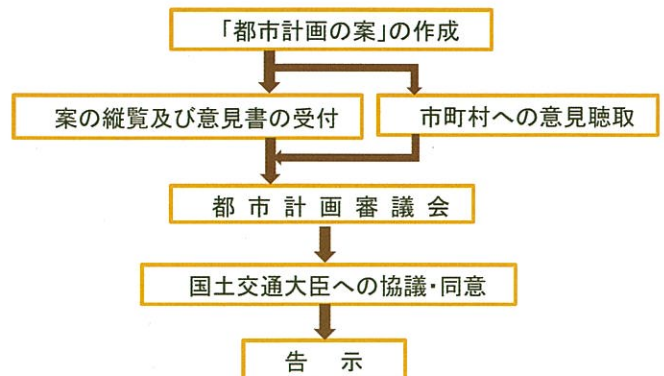 「都市計画の案」の作成
案の縦覧及び意見書の受付
市町村への意見聴取
都市計画審議会
国土交通大臣への協議・同意
告示